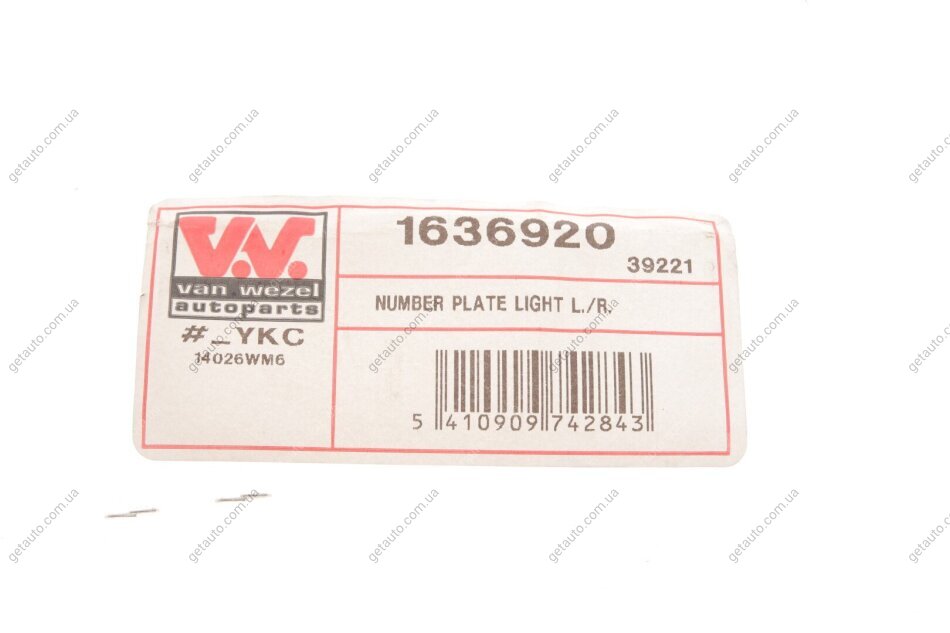 V.W.
van wezel
autoparts
#_YKC
14026WM6
1636920
39221
NUMBER PLATE LIGHT L./R.
5 410909 742843
getauto.com.ua